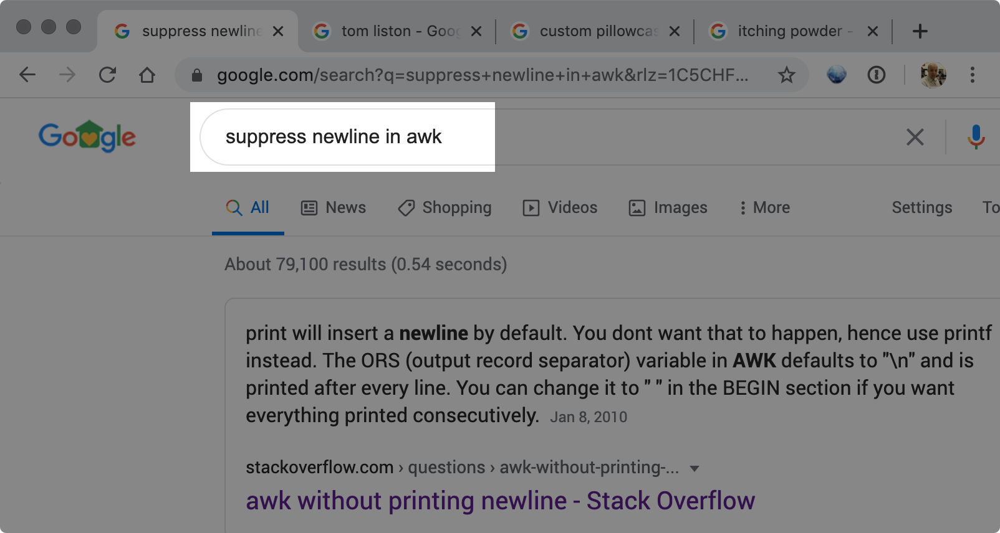 suppress newline
tom liston - Goog
custom pillowcas
itching powder -
google.com/search?q=suppress+newline+in+awk&rlz=1C5CHF...
Google
suppress newline in awk
All
News
Shopping
Videos
Images
More
Settings
To
About 79,100 results (0.54 seconds)
print will insert a newline by default. You dont want that to happen, hence use printf
instead. The ORS (output record separator) variable in AWK defaults to "\n" and is
printed after every line. You can change it to " " in the BEGIN section if you want
everything printed consecutively. Jan 8, 2010
stackoverflow.com › questions › awk-without-printing-...
awk without printing newline - Stack Overflow